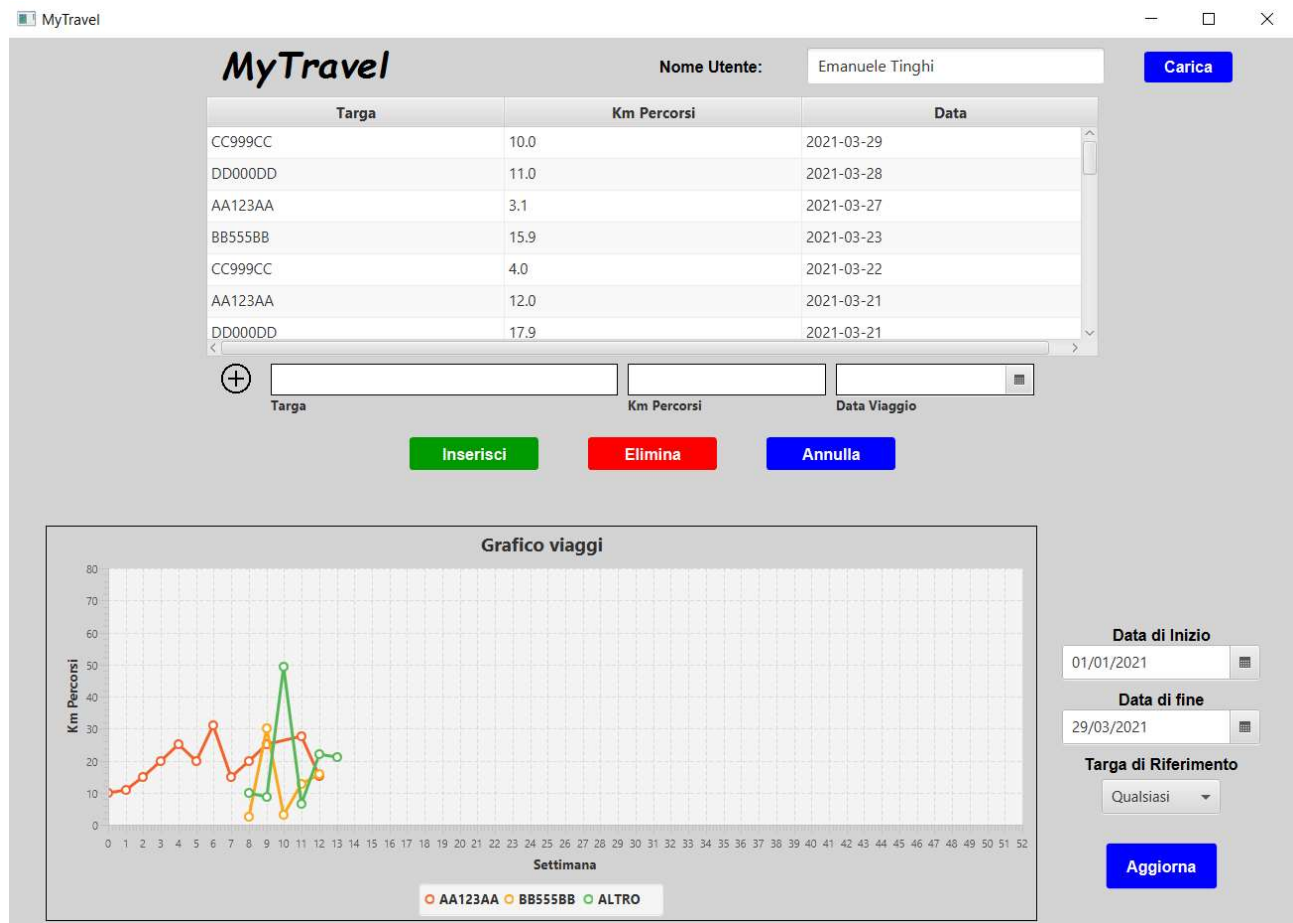 MyTravel
MyTravel Nome Utente: Emanuele Tinghi Carica
Targa Km Percorsi Data
CC999CC 10.0 2021-03-29
DD000DD 11.0 2021-03-28
AA123AA 3.1 2021-03-27
BB555BB 15.9 2021-03-23
CC999CC 4.0 2021-03-22
AA123AA 12.0 2021-03-21
DD000DD 17.9 2021-03-21
Targa Km Percorsi Data Viaggio
Inserisci Elimina Annulla
Grafico viaggi
80
70
60
50
40
30
20
10
0
Km Percorsi
0 1 2 3 4 5 6 7 8 9 10 11 12 13 14 15 16 17 18 19 20 21 22 23 24 25 26 27 28 29 30 31 32 33 34 35 36 37 38 39 40 41 42 43 44 45 46 47 48 49 50 51 52
Settimana
AA123AA BB555BB ALTRO
Data di Inizio
01/01/2021
Data di fine
29/03/2021
Targa di Riferimento
Qualsiasi
Aggiorna